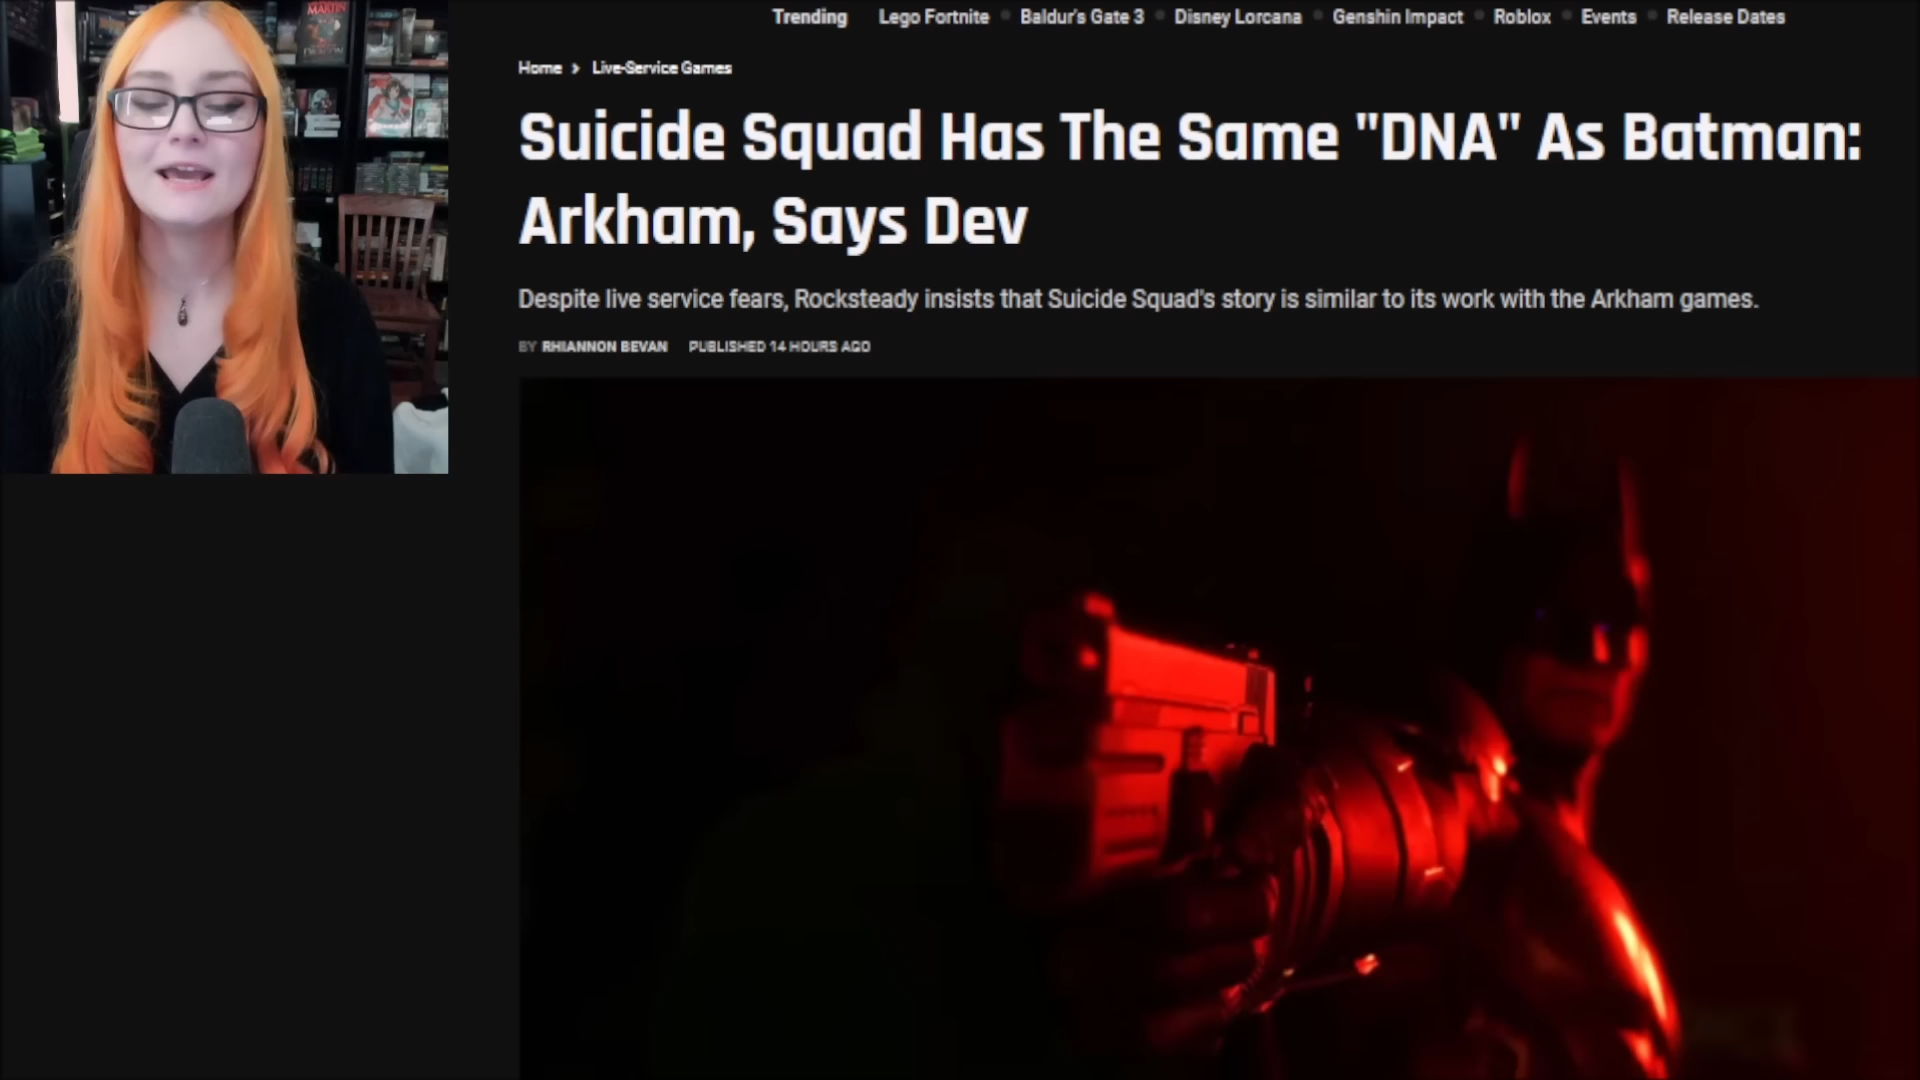 MARTIN
DRAGON
Trending Lego Fortnite Baldur's Gate 3 Disney Lorcana Genshin Impact Roblox Events Release Dates
Home > Live-Service Games
Suicide Squad Has The Same "DNA" As Batman:
Arkham, Says Dev
Despite live service fears, Rocksteady insists that Suicide Squad's story is similar to its work with the Arkham games.
BY RHIANNON BEVAN PUBLISHED 14 HOURS AGO